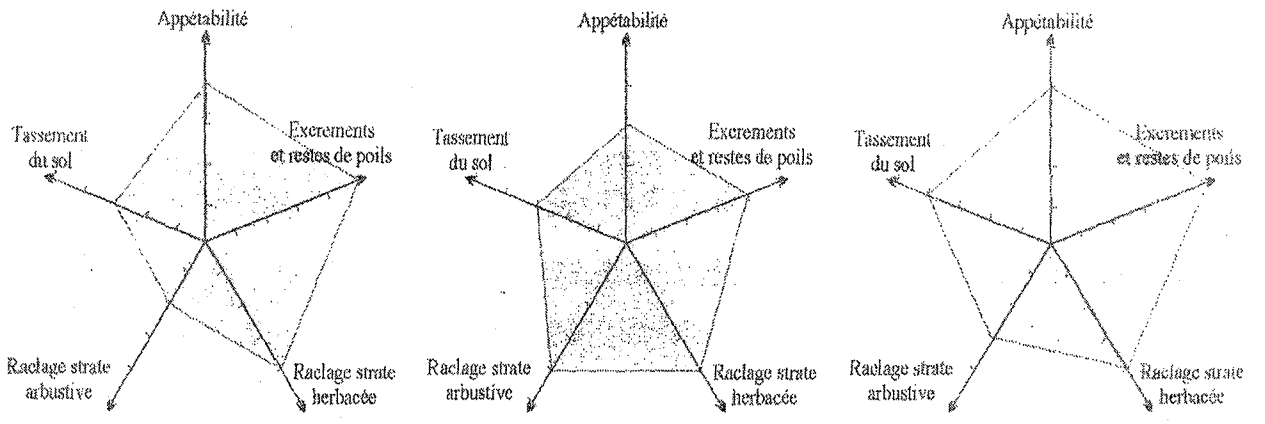 Appétabilité
Tassement
du sol
Excrements
et restes de poils
Raclage strate
arbustive
Raclage strate
herbacée
Appétabilité
Tassement
du sol
Excrements
et restes de poils
Raclage strate
arbustive
Raclage strate
herbacée
Appétabilité
Tassement
du sol
Excrements
et restes de poils
Raclage strate
arbustive
Raclage strate
herbacée